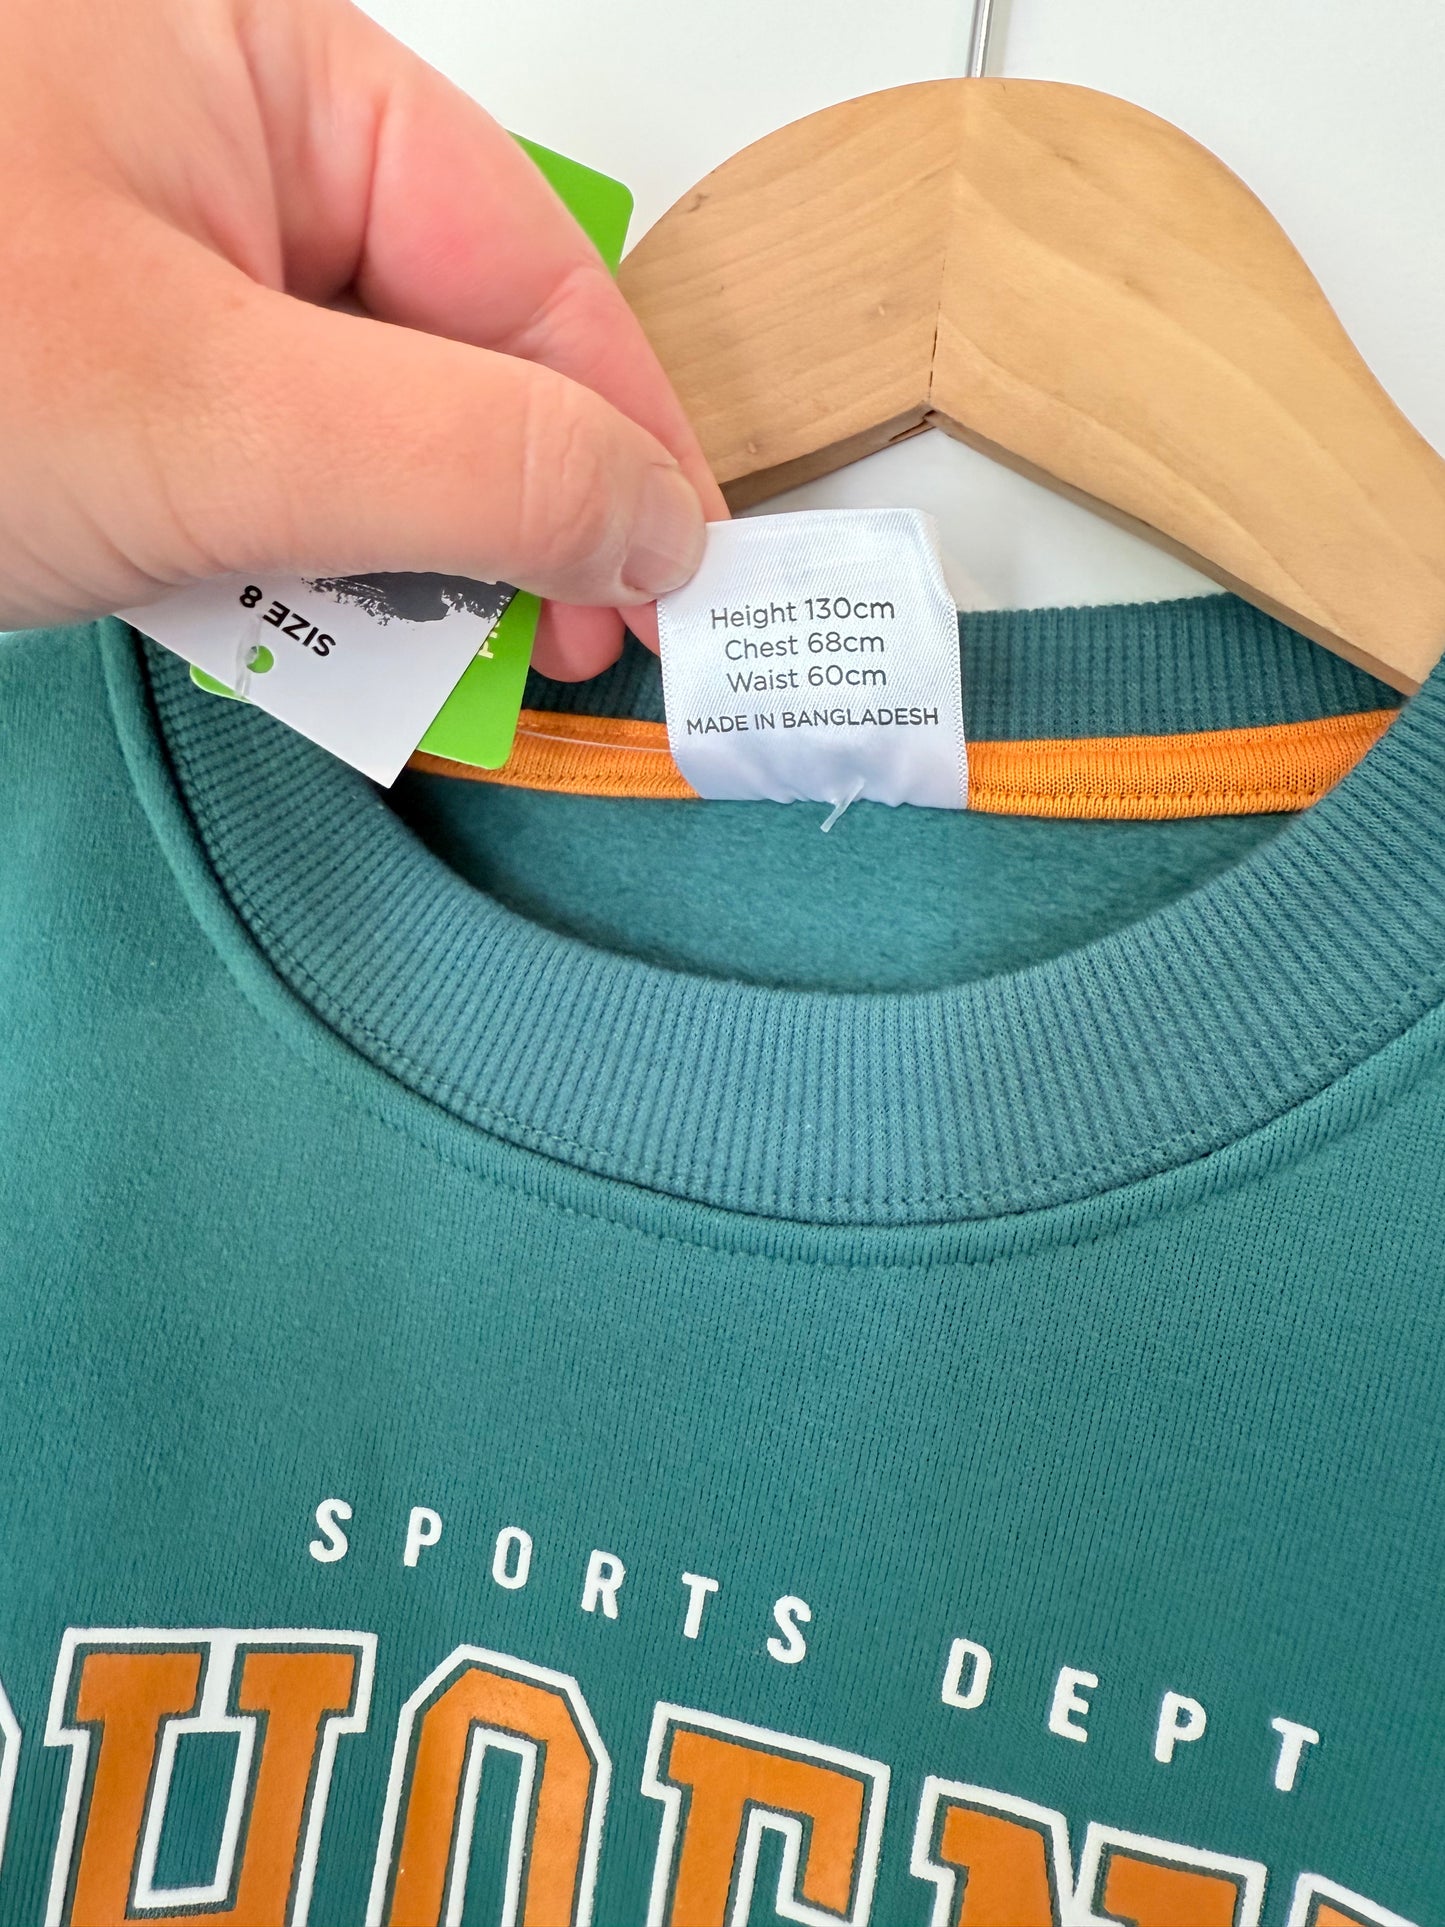 SIZE 8
Height 130cm
Chest 68cm
Waist 60cm
MADE IN BANGLADESH
SPORTS DEPT